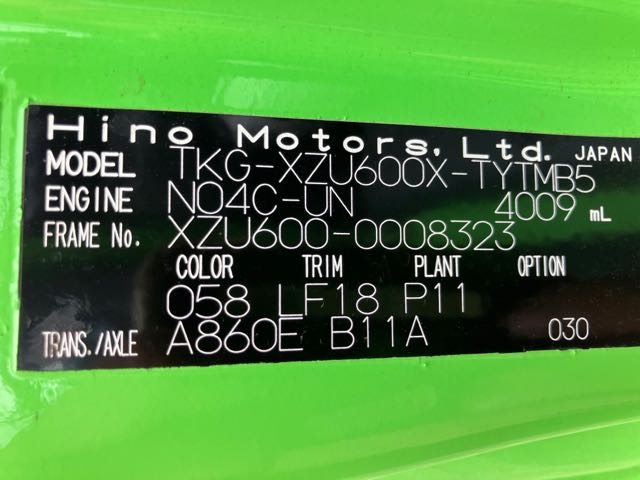 Hino Motors, Ltd. JAPAN
MODEL TKG-XZU600X-TYTMB5
ENGINE N04C-UN 4009 mL
FRAME No. XZU600-0008323
COLOR TRIM PLANT OPTION
058 LF18 P11
TRANS./AXLE A860E B11A 030